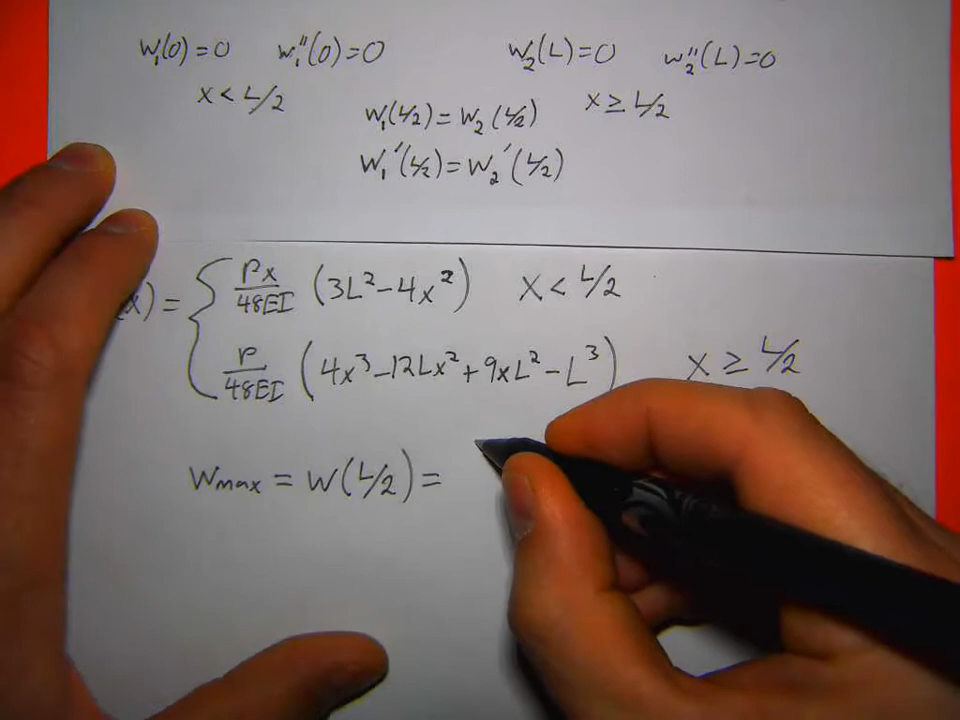 w₁(0)=0 w₁''(0)=0 w₂(L)=0 w₂''(L)=0
x < L/2 x ≥ L/2
w₁(L/2)=w₂(L/2)
w₁'(L/2)=w₂'(L/2)
x)= { Px/48EI (3L²-4x²) x < L/2
P/48EI (4x³-12Lx²+9xL²-L³) x ≥ L/2
wmax = w(L/2)=